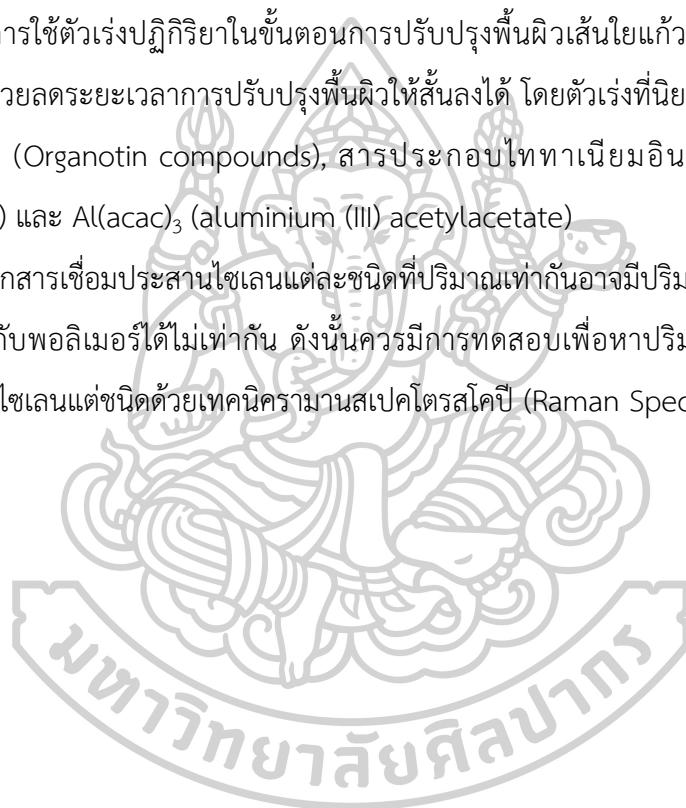 การใช้ตัวเร่งปฏิกิริยาในขั้นตอนการปรับปรุงพื้นผิวเส้นใยแก้ว
วยลดระยะเวลาการปรับปรุงพื้นผิวให้สั้นลงได้ โดยตัวเร่งที่นิย
(Organotin compounds), สารประกอบไททาเนียมอิน
) และ Al(acac)₃ (aluminium (III) acetylacetate)
กสารเชื่อมประสานไซเลนแต่ละชนิดที่ปริมาณเท่ากันอาจมีปริม
กับพอลิเมอร์ได้ไม่เท่ากัน ดังนั้นควรมีการทดสอบเพื่อหาปริม
ไซเลนแต่ชนิดด้วยเทคนิครามานสเปคโตรสโคปี (Raman Spec
มหาวิทยาลัยศิลปากร